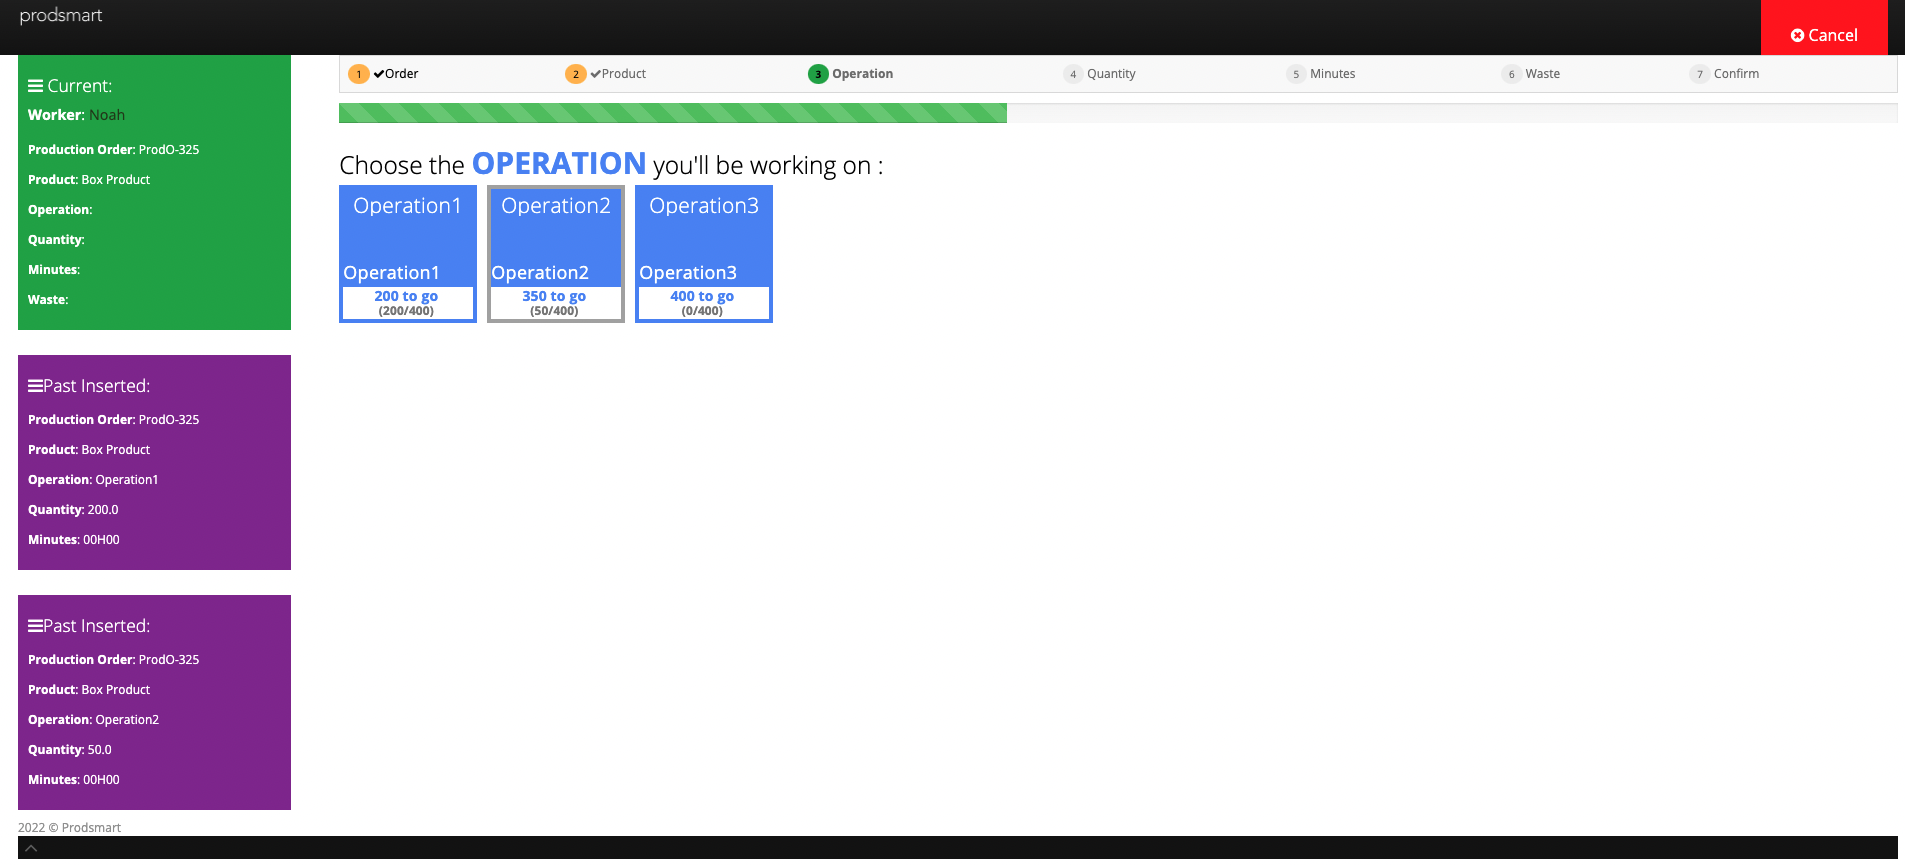 prodsmart
Cancel
Current:
Worker: Noah
Production Order: ProdO-325
Product: Box Product
Operation:
Quantity:
Minutes:
Waste:
Past Inserted:
Production Order: ProdO-325
Product: Box Product
Operation: Operation1
Quantity: 200.0
Minutes: 00H00
Past Inserted:
Production Order: ProdO-325
Product: Box Product
Operation: Operation2
Quantity: 50.0
Minutes: 00H00
2022 © Prodsmart
1 Order 2 Product 3 Operation 4 Quantity 5 Minutes 6 Waste 7 Confirm
Choose the OPERATION you'll be working on :
Operation1
Operation1
200 to go
(200/400)
Operation2
Operation2
350 to go
(50/400)
Operation3
Operation3
400 to go
(0/400)